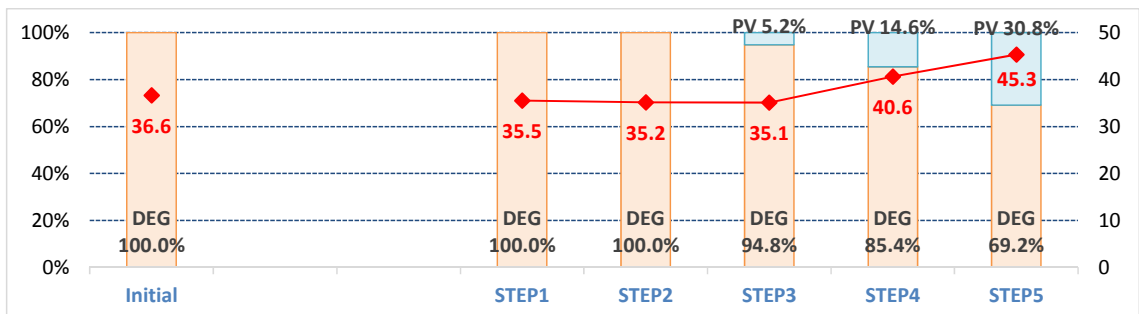 100%
80%
60%
40%
20%
0%
PV 5.2%
PV 14.6%
PV 30.8%
36.6
35.5
35.2
35.1
40.6
45.3
DEG
100.0%
DEG
100.0%
DEG
100.0%
DEG
94.8%
DEG
85.4%
DEG
69.2%
50
40
30
20
10
0
Initial
STEP1
STEP2
STEP3
STEP4
STEP5